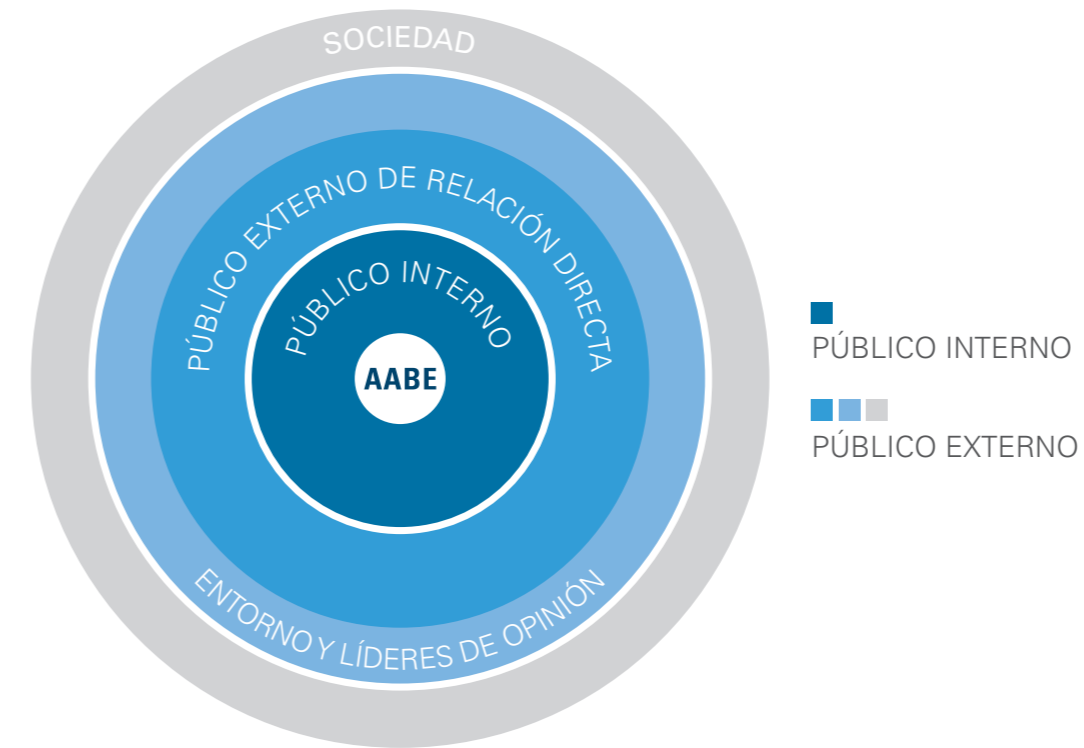 SOCIEDAD
PÚBLICO EXTERNO DE RELACIÓN DIRECTA
PÚBLICO INTERNO
AABE
ENTORNO Y LÍDERES DE OPINIÓN
PÚBLICO INTERNO
PÚBLICO EXTERNO